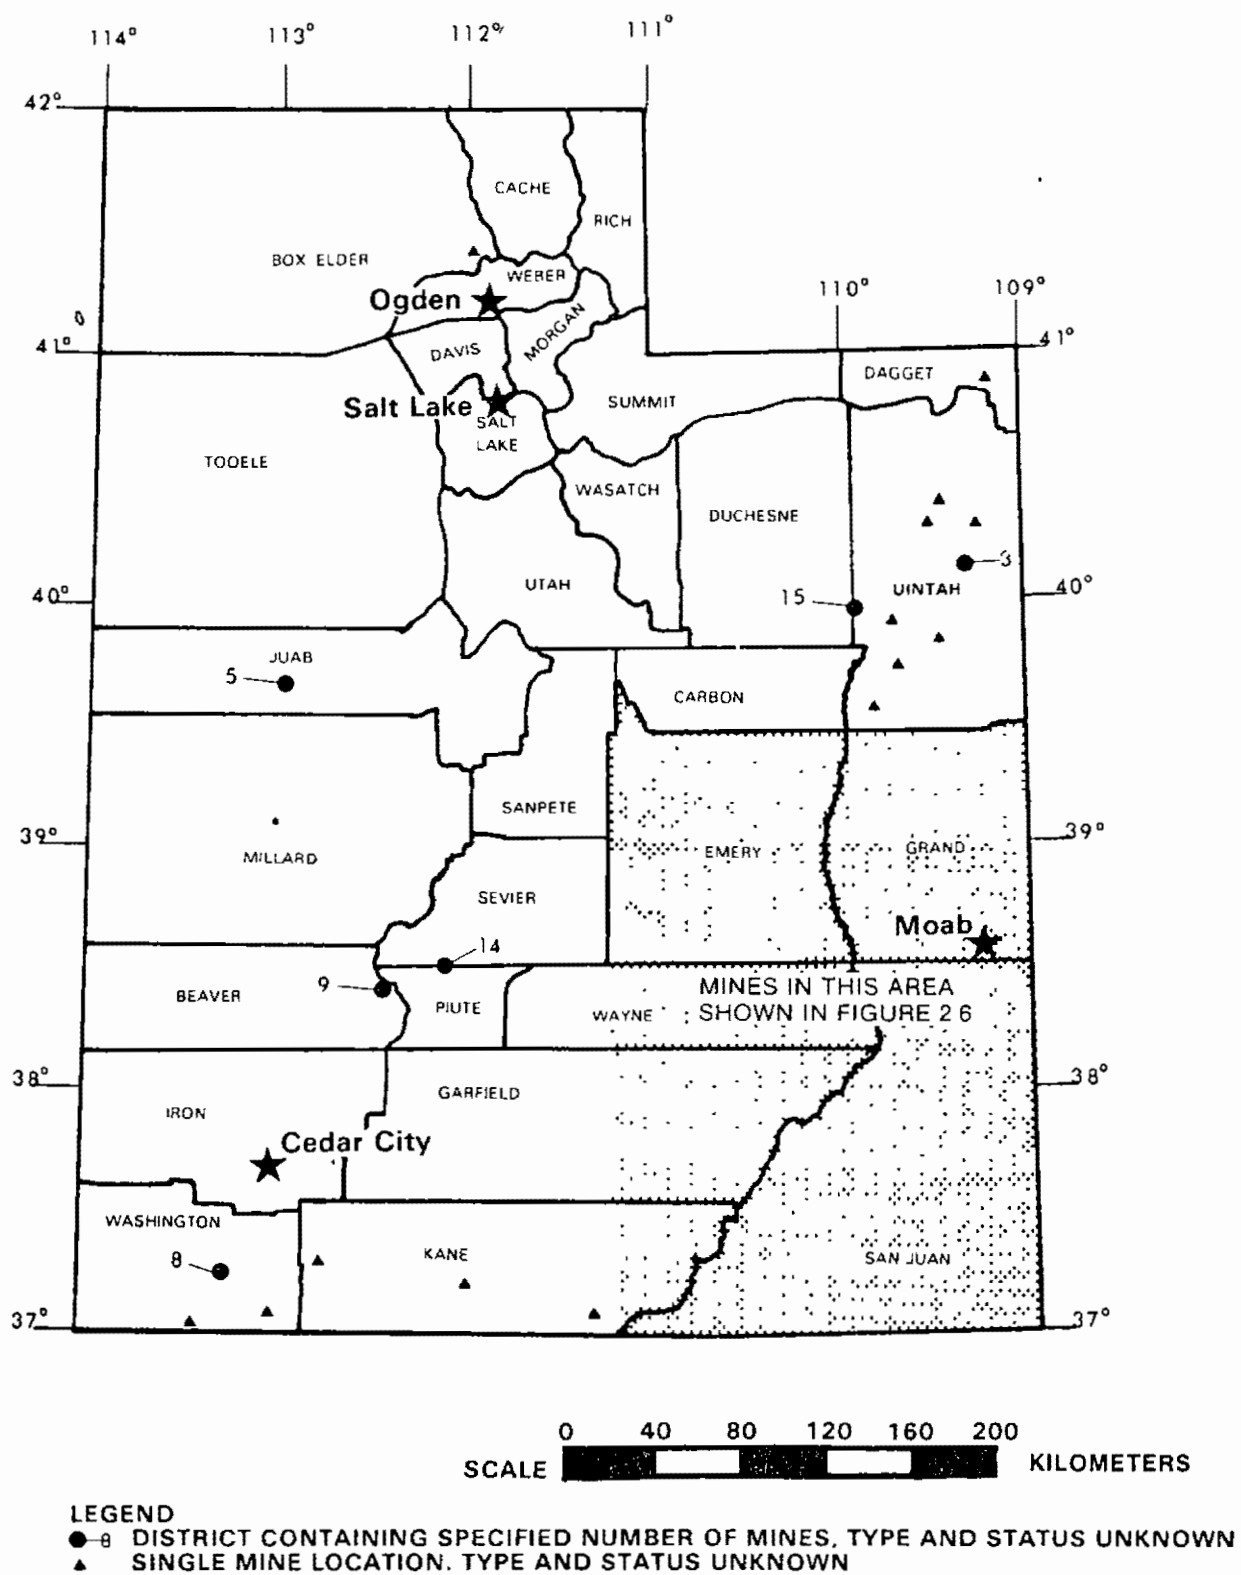 114° 113° 112° 111°
42°
CACHE
RICH
BOX ELDER
WEBER
Ogden
MORGAN
110° 109°
41° 41°
DAVIS
DAGGET
Salt Lake
SUMMIT
SALT
LAKE
TOOELE
WASATCH
DUCHESNE
3
UTAH
15
UINTAH
40° 40°
JUAB
5
CARBON
SANPETE
39° 39°
MILLARD
EMERY
GRAND
SEVIER
Moab
14
9
BEAVER
PIUTE
WAYNE
MINES IN THIS AREA
SHOWN IN FIGURE 2 6
38° 38°
IRON
GARFIELD
Cedar City
WASHINGTON
8
KANE
SAN JUAN
37° 37°
0 40 80 120 160 200
SCALE KILOMETERS
LEGEND
8 DISTRICT CONTAINING SPECIFIED NUMBER OF MINES, TYPE AND STATUS UNKNOWN
SINGLE MINE LOCATION. TYPE AND STATUS UNKNOWN